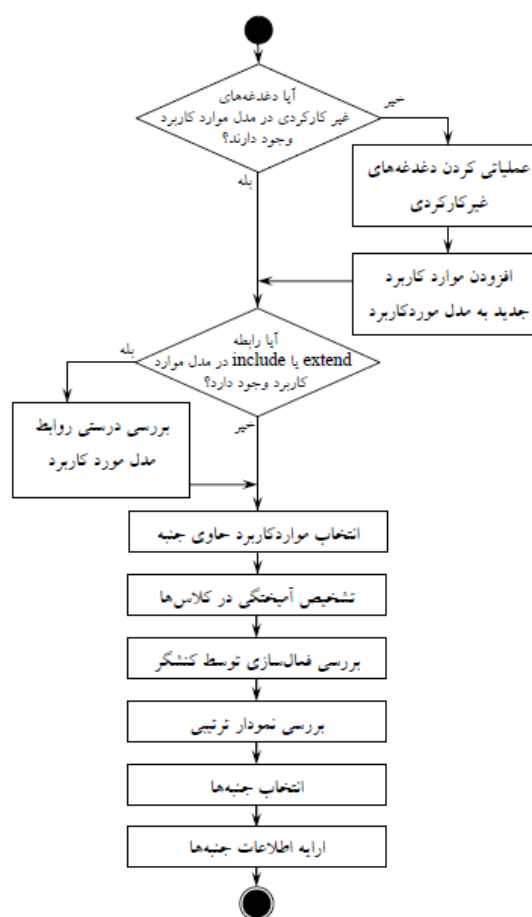 آیا دغدغه‌های
غیر کارکردی در مدل موارد کاربرد
وجود دارند؟
خیر
بله
عملیاتی کردن دغدغه‌های
غیرکارکردی
افزودن موارد کاربرد
جدید به مدل موردکاربرد
آیا رابطه
extend یا include در مدل موارد
کاربرد وجود دارد؟
بله
خیر
بررسی درستی روابط
مدل مورد کاربرد
انتخاب مواردکاربرد حاوی جنبه
تشخیص آمیختگی در کلاس‌ها
بررسی فعال‌سازی توسط کنشگر
بررسی نمودار ترتیبی
انتخاب جنبه‌ها
ارایه اطلاعات جنبه‌ها